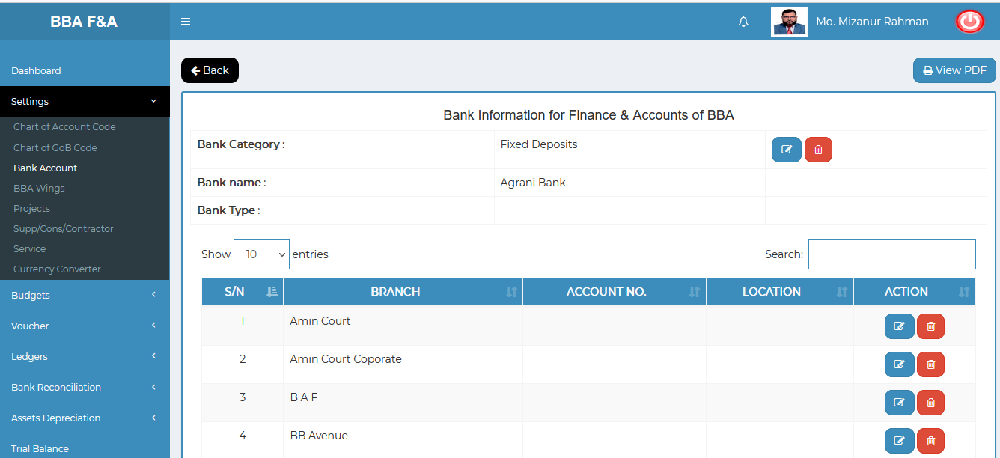 BBA F&A
Md. Mizanur Rahman
Dashboard
Settings
Chart of Account Code
Chart of GoB Code
Bank Account
BBA Wings
Projects
Supp/Cons/Contractor
Service
Currency Converter
Budgets
Voucher
Ledgers
Bank Reconciliation
Assets Depreciation
Trial Balance
Back
View PDF
Bank Information for Finance & Accounts of BBA
Bank Category : Fixed Deposits
Bank name : Agrani Bank
Bank Type :
Show 10 entries Search:
S/N BRANCH ACCOUNT NO. LOCATION ACTION
1 Amin Court
2 Amin Court Coporate
3 B A F
4 BB Avenue